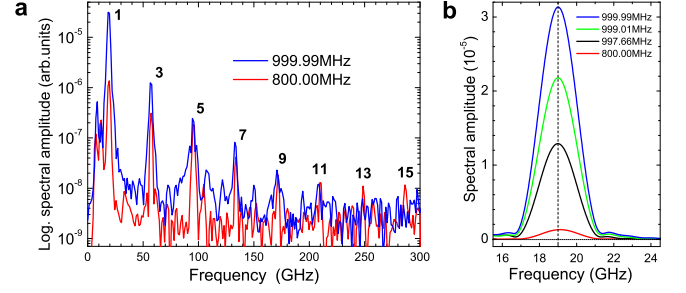 a
Log. spectral amplitude (arb.units)
10-5
10-6
10-7
10-8
10-9
1
3
5
7
9
11
13
15
999.99MHz
800.00MHz
0 50 100 150 200 250 300
Frequency (GHz)
b
Spectral amplitude (10-5)
3
2
1
0
999.99MHz
999.01MHz
997.66MHz
800.00MHz
16 18 20 22 24
Frequency (GHz)